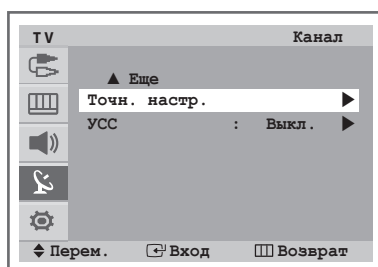 TV Канал
▲ Еще
Точн. настр. ▶
УСС : Выкл. ▶
Перем. Вход Возврат